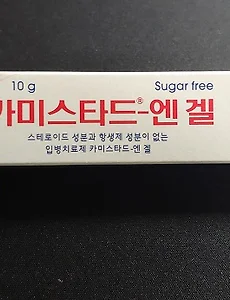 10 g Sugar free
카미스타드®-엔 겔
스테로이드 성분과 항생제 성분이 없는
입병치료제 카미스타드-엔 겔